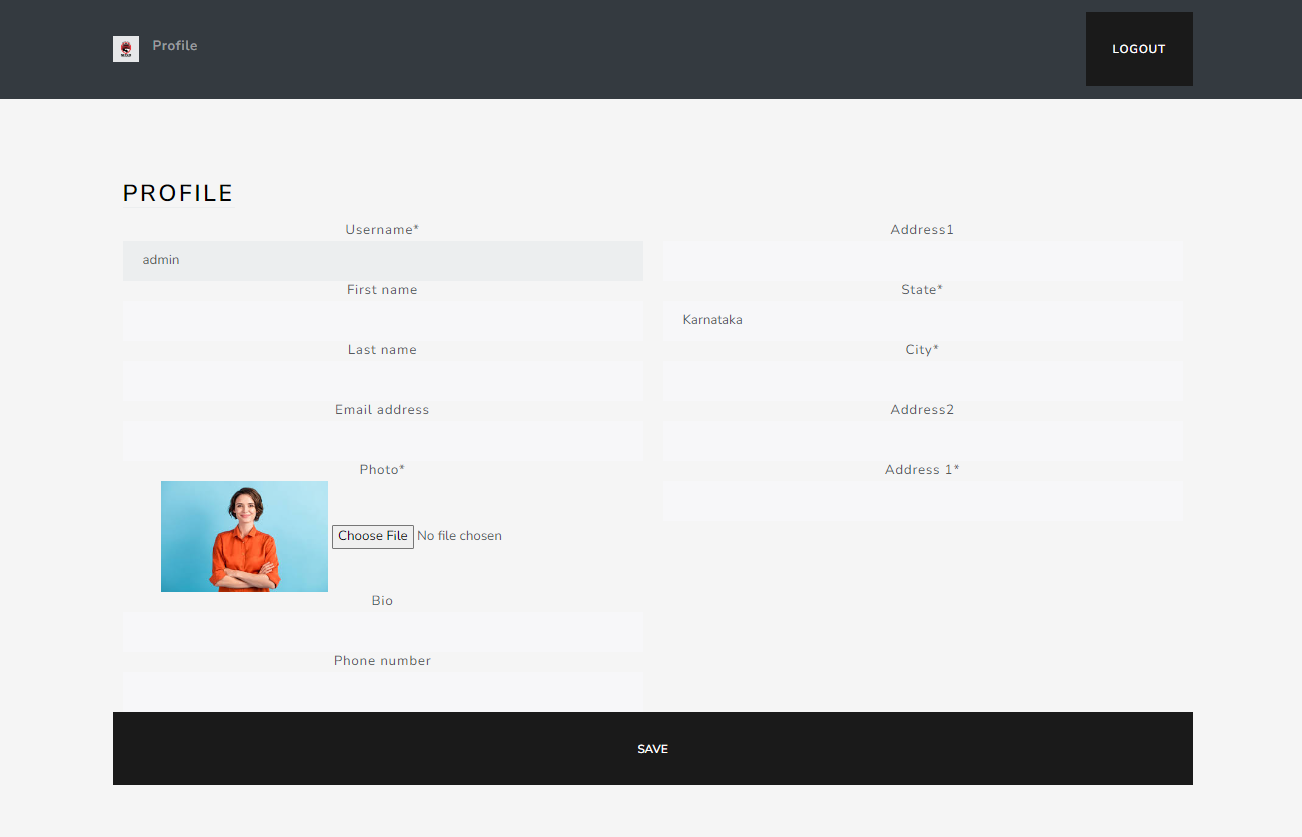 Profile
LOGOUT
PROFILE
Username*
admin
First name
Last name
Email address
Photo*
Choose File No file chosen
Bio
Phone number
Address1
State*
Karnataka
City*
Address2
Address 1*
SAVE